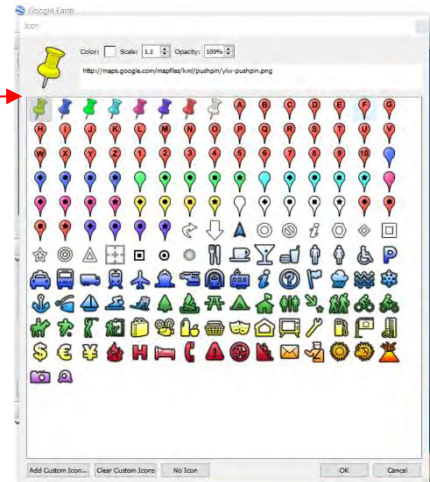 Google Earth
Icon
Color: Scale: 1.1 Opacity: 100%
http://maps.google.com/mapfiles/kml/pushpin/ylw-pushpin.png
A B C D E F G
H I J K L M N O P Q R S T U V
W X Y Z 1 2 3 4 5 6 7 8 9 10
i
P
i ?
$ € ¥ H
Add Custom Icon... Clear Custom Icons No Icon OK Cancel